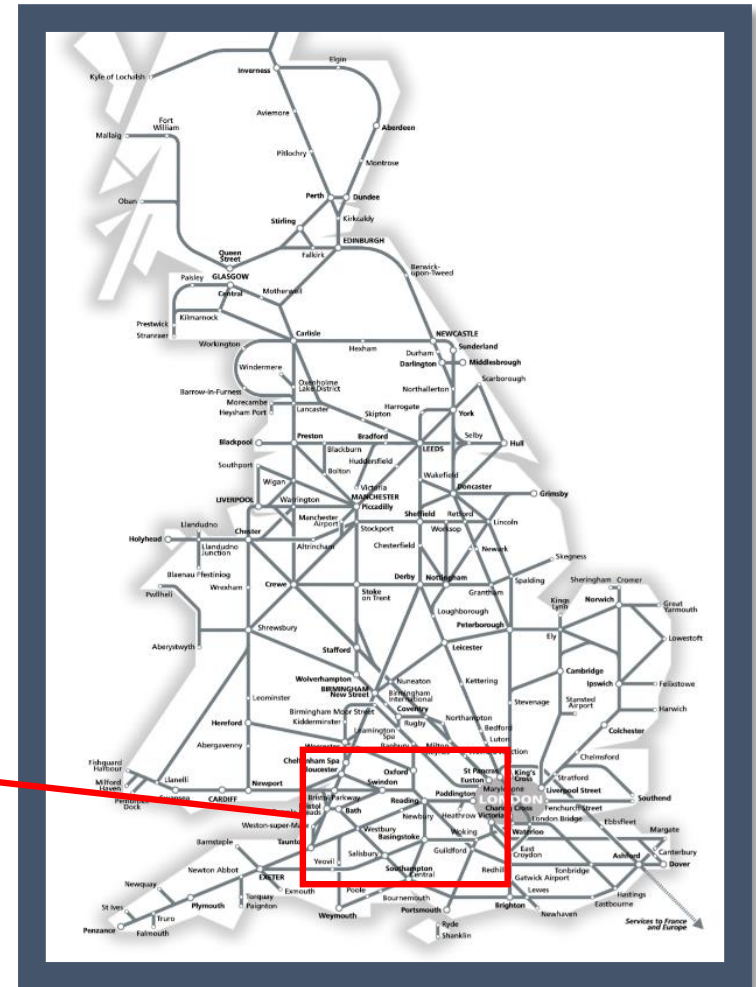 Elgin
Inverness
Kyle of Lochalsh
Aviemore
Fort
William
Mallaig
Aberdeen
Pitlochry
Montrose
Perth
Dundee
Oban
Kirkcaldy
Stirling
EDINBURGH
Queen
Street
Falkirk
Berwick-
upon-Tweed
Paisley
GLASGOW
Central
Motherwell
Prestwick
Kilmarnock
Stranraer
Carlisle
NEWCASTLE
Workington
Hexham
Sunderland
Durham
Darlington
Middlesbrough
Windermere
Oxenholme
Lake District
Scarborough
Barrow-in-Furness
Northallerton
Morecambe
Heysham Port
Lancaster
Harrogate
Skipton
York
Blackpool
Preston
Bradford
Selby
Hull
Blackburn
LEEDS
Southport
Huddersfield
Bolton
Wakefield
Wigan
Victoria
Doncaster
Grimsby
LIVERPOOL
Warrington
MANCHESTER
Piccadilly
Manchester
Airport
Sheffield
Retford
Lincoln
Llandudno
Stockport
Worksop
Holyhead
Chester
Llandudno
Junction
Altrincham
Chesterfield
Newark
Skegness
Blaenau Ffestiniog
Wrexham
Crewe
Derby
Nottingham
Spalding
Sheringham
Cromer
Pwllheli
Stoke
on Trent
Grantham
Kings
Lynn
Norwich
Great
Yarmouth
Loughborough
Shrewsbury
Peterborough
Ely
Lowestoft
Aberystwyth
Stafford
Leicester
Wolverhampton
Nuneaton
Kettering
Cambridge
BIRMINGHAM
New Street
Birmingham
International
Ipswich
Felixstowe
Leominster
Coventry
Stevenage
Stansted
Airport
Harwich
Birmingham Moor Street
Kidderminster
Rugby
Northampton
Hereford
Leamington
Spa
Bedford
Colchester
Abergavenny
Worcester
Banbury
Milton
Luton
Chelmsford
Fishguard
Harbour
Cheltenham Spa
Gloucester
Oxford
St Pancras
Euston
King's
Cross
Stratford
Milford
Haven
Llanelli
Newport
Swindon
Paddington
Marylebone
Liverpool Street
Pembroke
Dock
Swansea
CARDIFF
Bristol Parkway
Reading
LONDON
Fenchurch Street
Southend
Bristol
Bath
Newbury
Charing Cross
London Bridge
Ebbsfleet
Weston-super-Mare
Westbury
Heathrow
Victoria
Margate
Barnstaple
Taunton
Basingstoke
Woking
Waterloo
Canterbury
Newton Abbot
Yeovil
Salisbury
Guildford
East
Croydon
Ashford
Dover
EXETER
Southampton
Central
Redhill
Tonbridge
Gatwick Airport
Newquay
Exmouth
Poole
Lewes
Hastings
St Ives
Plymouth
Torquay
Paignton
Bournemouth
Eastbourne
Truro
Weymouth
Portsmouth
Brighton
Newhaven
Penzance
Falmouth
Ryde
Shanklin
Services to France
and Europe